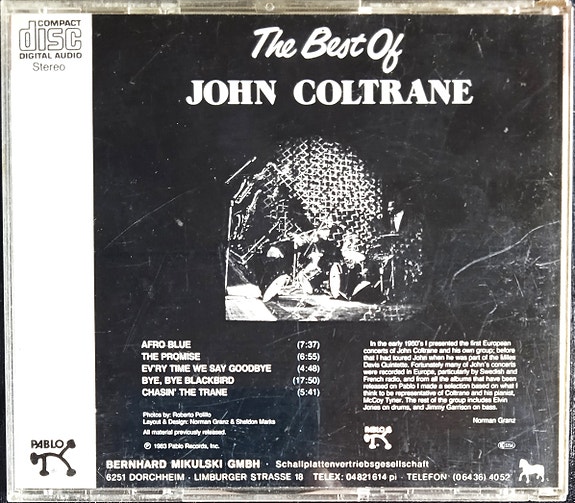 COMPACT
disc
DIGITAL AUDIO
Stereo
The Best Of
JOHN COLTRANE
AFRO BLUE (7:37)
THE PROMISE (6:55)
EV'RY TIME WE SAY GOODBYE (4:48)
BYE, BYE BLACKBIRD (17:50)
CHASIN' THE TRANE (5:41)
Photos by: Roberto Polillo
Layout & Design: Norman Granz & Sheldon Marks
All material previously released.
℗ © 1983 Pablo Records, Inc.
In the early 1960's I presented the first European
concerts of John Coltrane and his own group; before
that I had toured John when he was part of the Miles
Davis Quintette. Fortunately many of John's concerts
were recorded in Europe, particularly by Swedish and
French radio, and from all the albums that have been
released on Pablo I made a selection based on what I
think to be representative of Coltrane and his pianist,
McCoy Tyner. The rest of the group includes Elvin
Jones on drums, and Jimmy Garrison on bass.
Norman Granz
PABLO
PABLO
BERNHARD MIKULSKI GMBH · Schallplattenvertriebsgesellschaft
6251 DORCHHEIM · LIMBURGER STRASSE 18 TELEX: 04821614 pi · TELEFON (06436) 4052